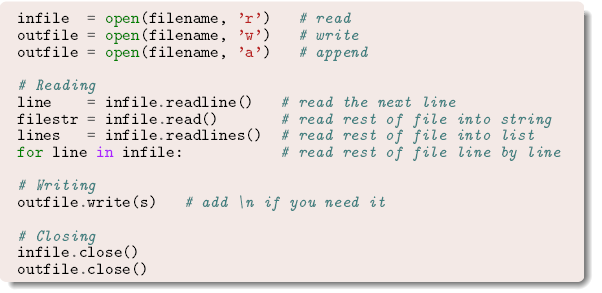 infile  = open(filename, 'r')   # read
outfile = open(filename, 'w')   # write
outfile = open(filename, 'a')   # append

# Reading
line    = infile.readline()   # read the next line
filestr = infile.read()       # read rest of file into string
lines   = infile.readlines()  # read rest of file into list
for line in infile:           # read rest of file line by line

# Writing
outfile.write(s)   # add \n if you need it

# Closing
infile.close()
outfile.close()